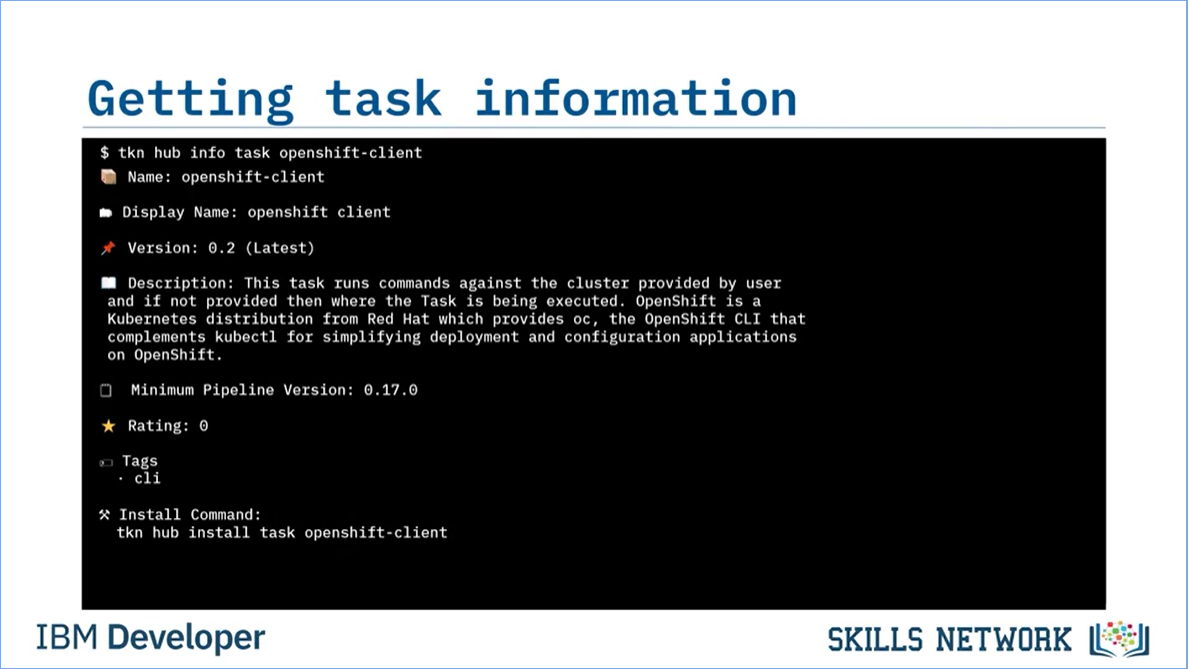 Getting task information
$ tkn hub info task openshift-client
Name: openshift-client
Display Name: openshift client
Version: 0.2 (Latest)
Description: This task runs commands against the cluster provided by user
and if not provided then where the Task is being executed. OpenShift is a
Kubernetes distribution from Red Hat which provides oc, the OpenShift CLI that
complements kubectl for simplifying deployment and configuration applications
on OpenShift.
Minimum Pipeline Version: 0.17.0
Rating: 0
Tags
· cli
Install Command:
tkn hub install task openshift-client
IBM Developer
SKILLS NETWORK